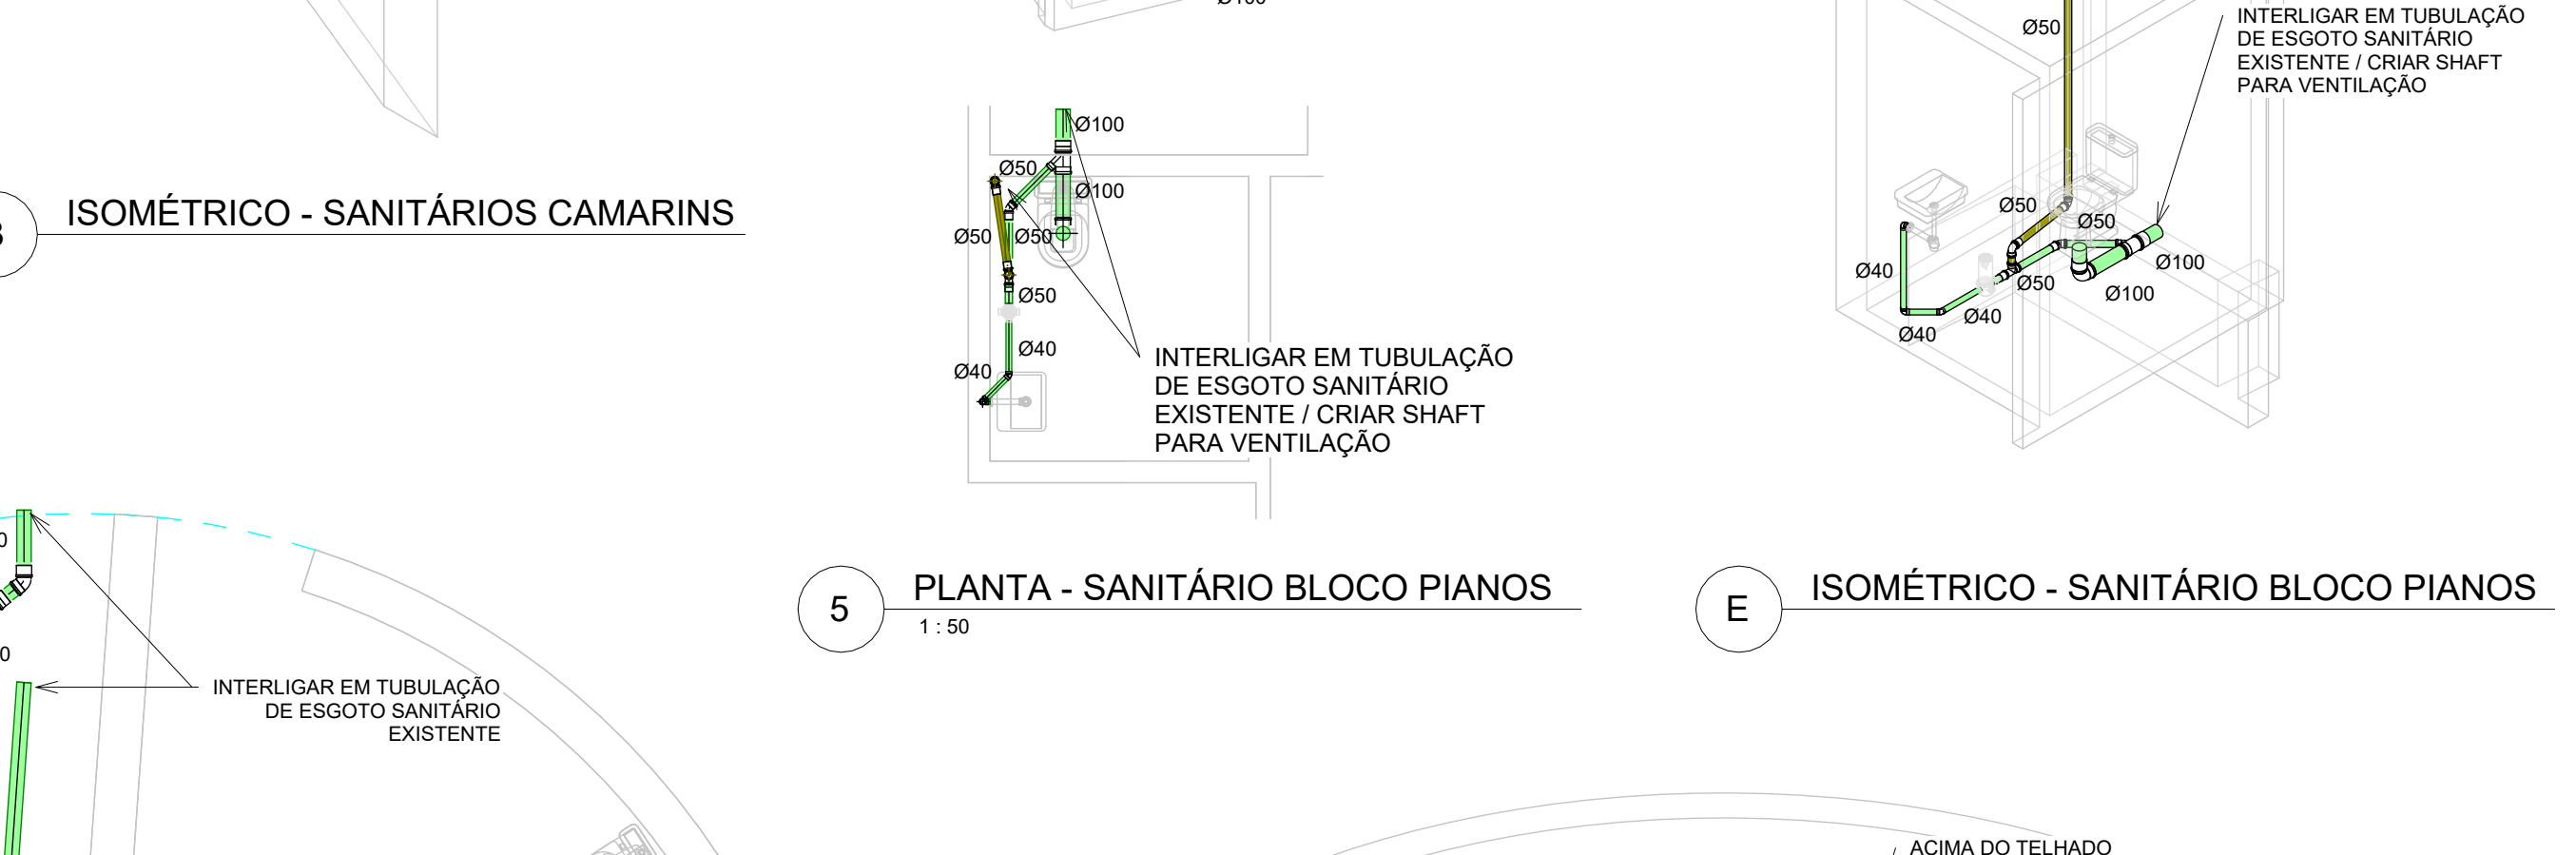 Ø100
ISOMÉTRICO - SANITÁRIOS CAMARINS
Ø100
Ø50
Ø100
Ø50
Ø50
Ø50
Ø40
Ø40
INTERLIGAR EM TUBULAÇÃO
DE ESGOTO SANITÁRIO
EXISTENTE / CRIAR SHAFT
PARA VENTILAÇÃO
5
PLANTA - SANITÁRIO BLOCO PIANOS
1 : 50
INTERLIGAR EM TUBULAÇÃO
DE ESGOTO SANITÁRIO
EXISTENTE / CRIAR SHAFT
PARA VENTILAÇÃO
Ø50
Ø50
Ø50
Ø40
Ø50
Ø100
Ø100
Ø40
Ø40
E
ISOMÉTRICO - SANITÁRIO BLOCO PIANOS
INTERLIGAR EM TUBULAÇÃO
DE ESGOTO SANITÁRIO
EXISTENTE
ACIMA DO TELHADO